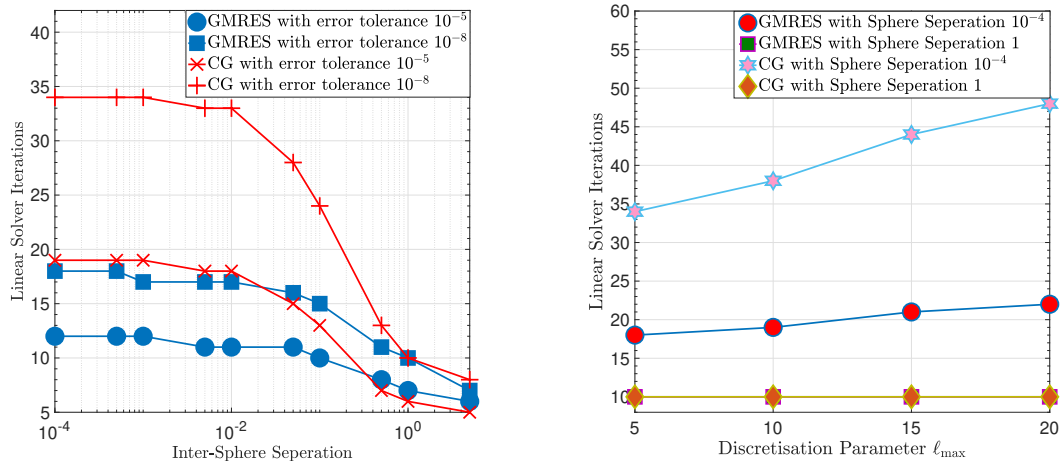 GMRES with error tolerance 10⁻⁵
GMRES with error tolerance 10⁻⁸
CG with error tolerance 10⁻⁵
CG with error tolerance 10⁻⁸
40
35
30
25
20
15
10
5
10⁻⁴
10⁻²
10⁰
Linear Solver Iterations
Inter-Sphere Seperation
GMRES with Sphere Seperation 10⁻⁴
GMRES with Sphere Seperation 1
CG with Sphere Seperation 10⁻⁴
CG with Sphere Seperation 1
60
55
50
45
40
35
30
25
20
15
10
5
10
15
20
Linear Solver Iterations
Discretisation Parameter ℓmax